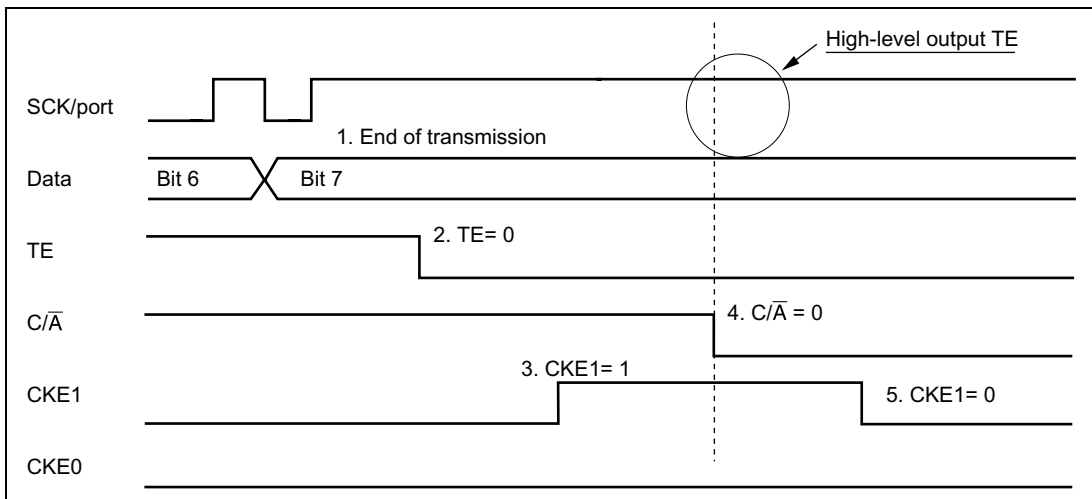 High-level output TE
SCK/port
1. End of transmission
Data
Bit 6
Bit 7
TE
2. TE= 0
C/A̅
4. C/A̅ = 0
3. CKE1= 1
CKE1
5. CKE1= 0
CKE0